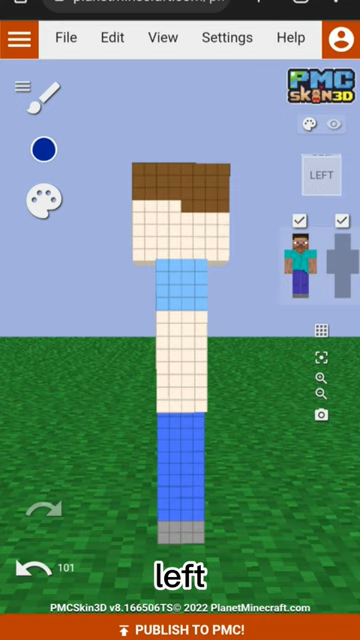 File Edit View Settings Help
PMC
SKIN3D
LEFT
101
left
PMCSkin3D v8.166506TS© 2022 PlanetMinecraft.com
PUBLISH TO PMC!